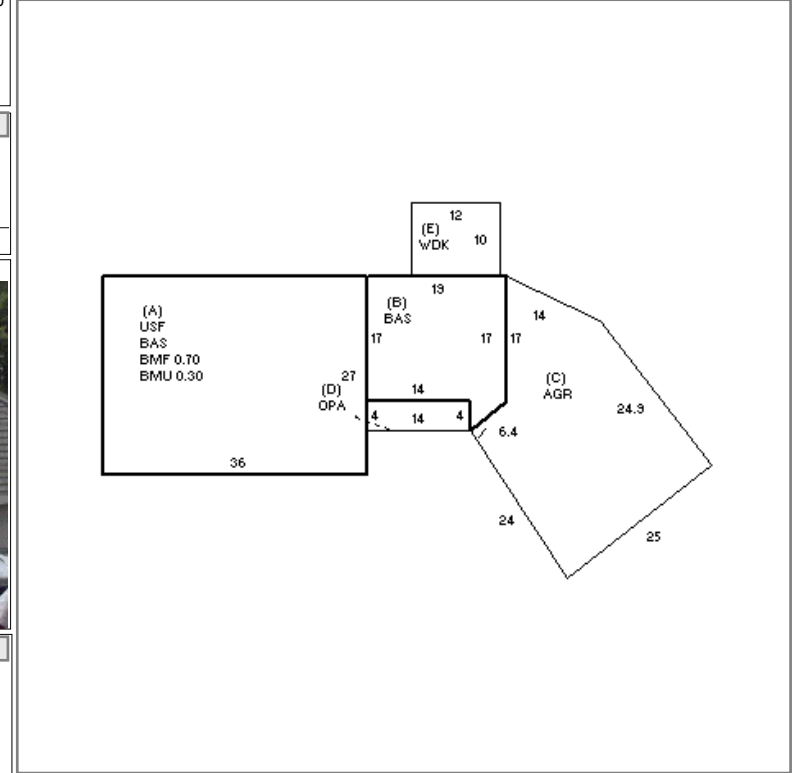 12
(E)
WDK
10
19
(A)
USF
BAS
BMF 0.70
BMU 0.30
(B)
BAS
14
17
17
17
27
(D)
OPA
(C)
AGR
14
4
14
4
24.9
6.4
36
24
25